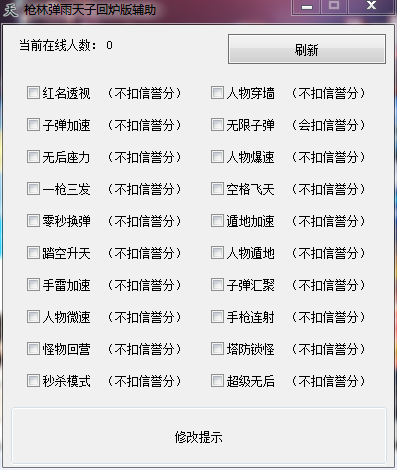 天 枪林弹雨天子回炉版辅助
当前在线人数: 0 刷新
红名透视 (不扣信誉分) 人物穿墙 (不扣信誉分)
子弹加速 (不扣信誉分) 无限子弹 (会扣信誉分)
无后座力 (不扣信誉分) 人物爆速 (不扣信誉分)
一枪三发 (不扣信誉分) 空格飞天 (不扣信誉分)
零秒换弹 (不扣信誉分) 遁地加速 (不扣信誉分)
踏空升天 (不扣信誉分) 人物遁地 (不扣信誉分)
手雷加速 (不扣信誉分) 子弹汇聚 (不扣信誉分)
人物微速 (不扣信誉分) 手枪连射 (不扣信誉分)
怪物回营 (不扣信誉分) 塔防锁怪 (不扣信誉分)
秒杀模式 (不扣信誉分) 超级无后 (不扣信誉分)
修改提示